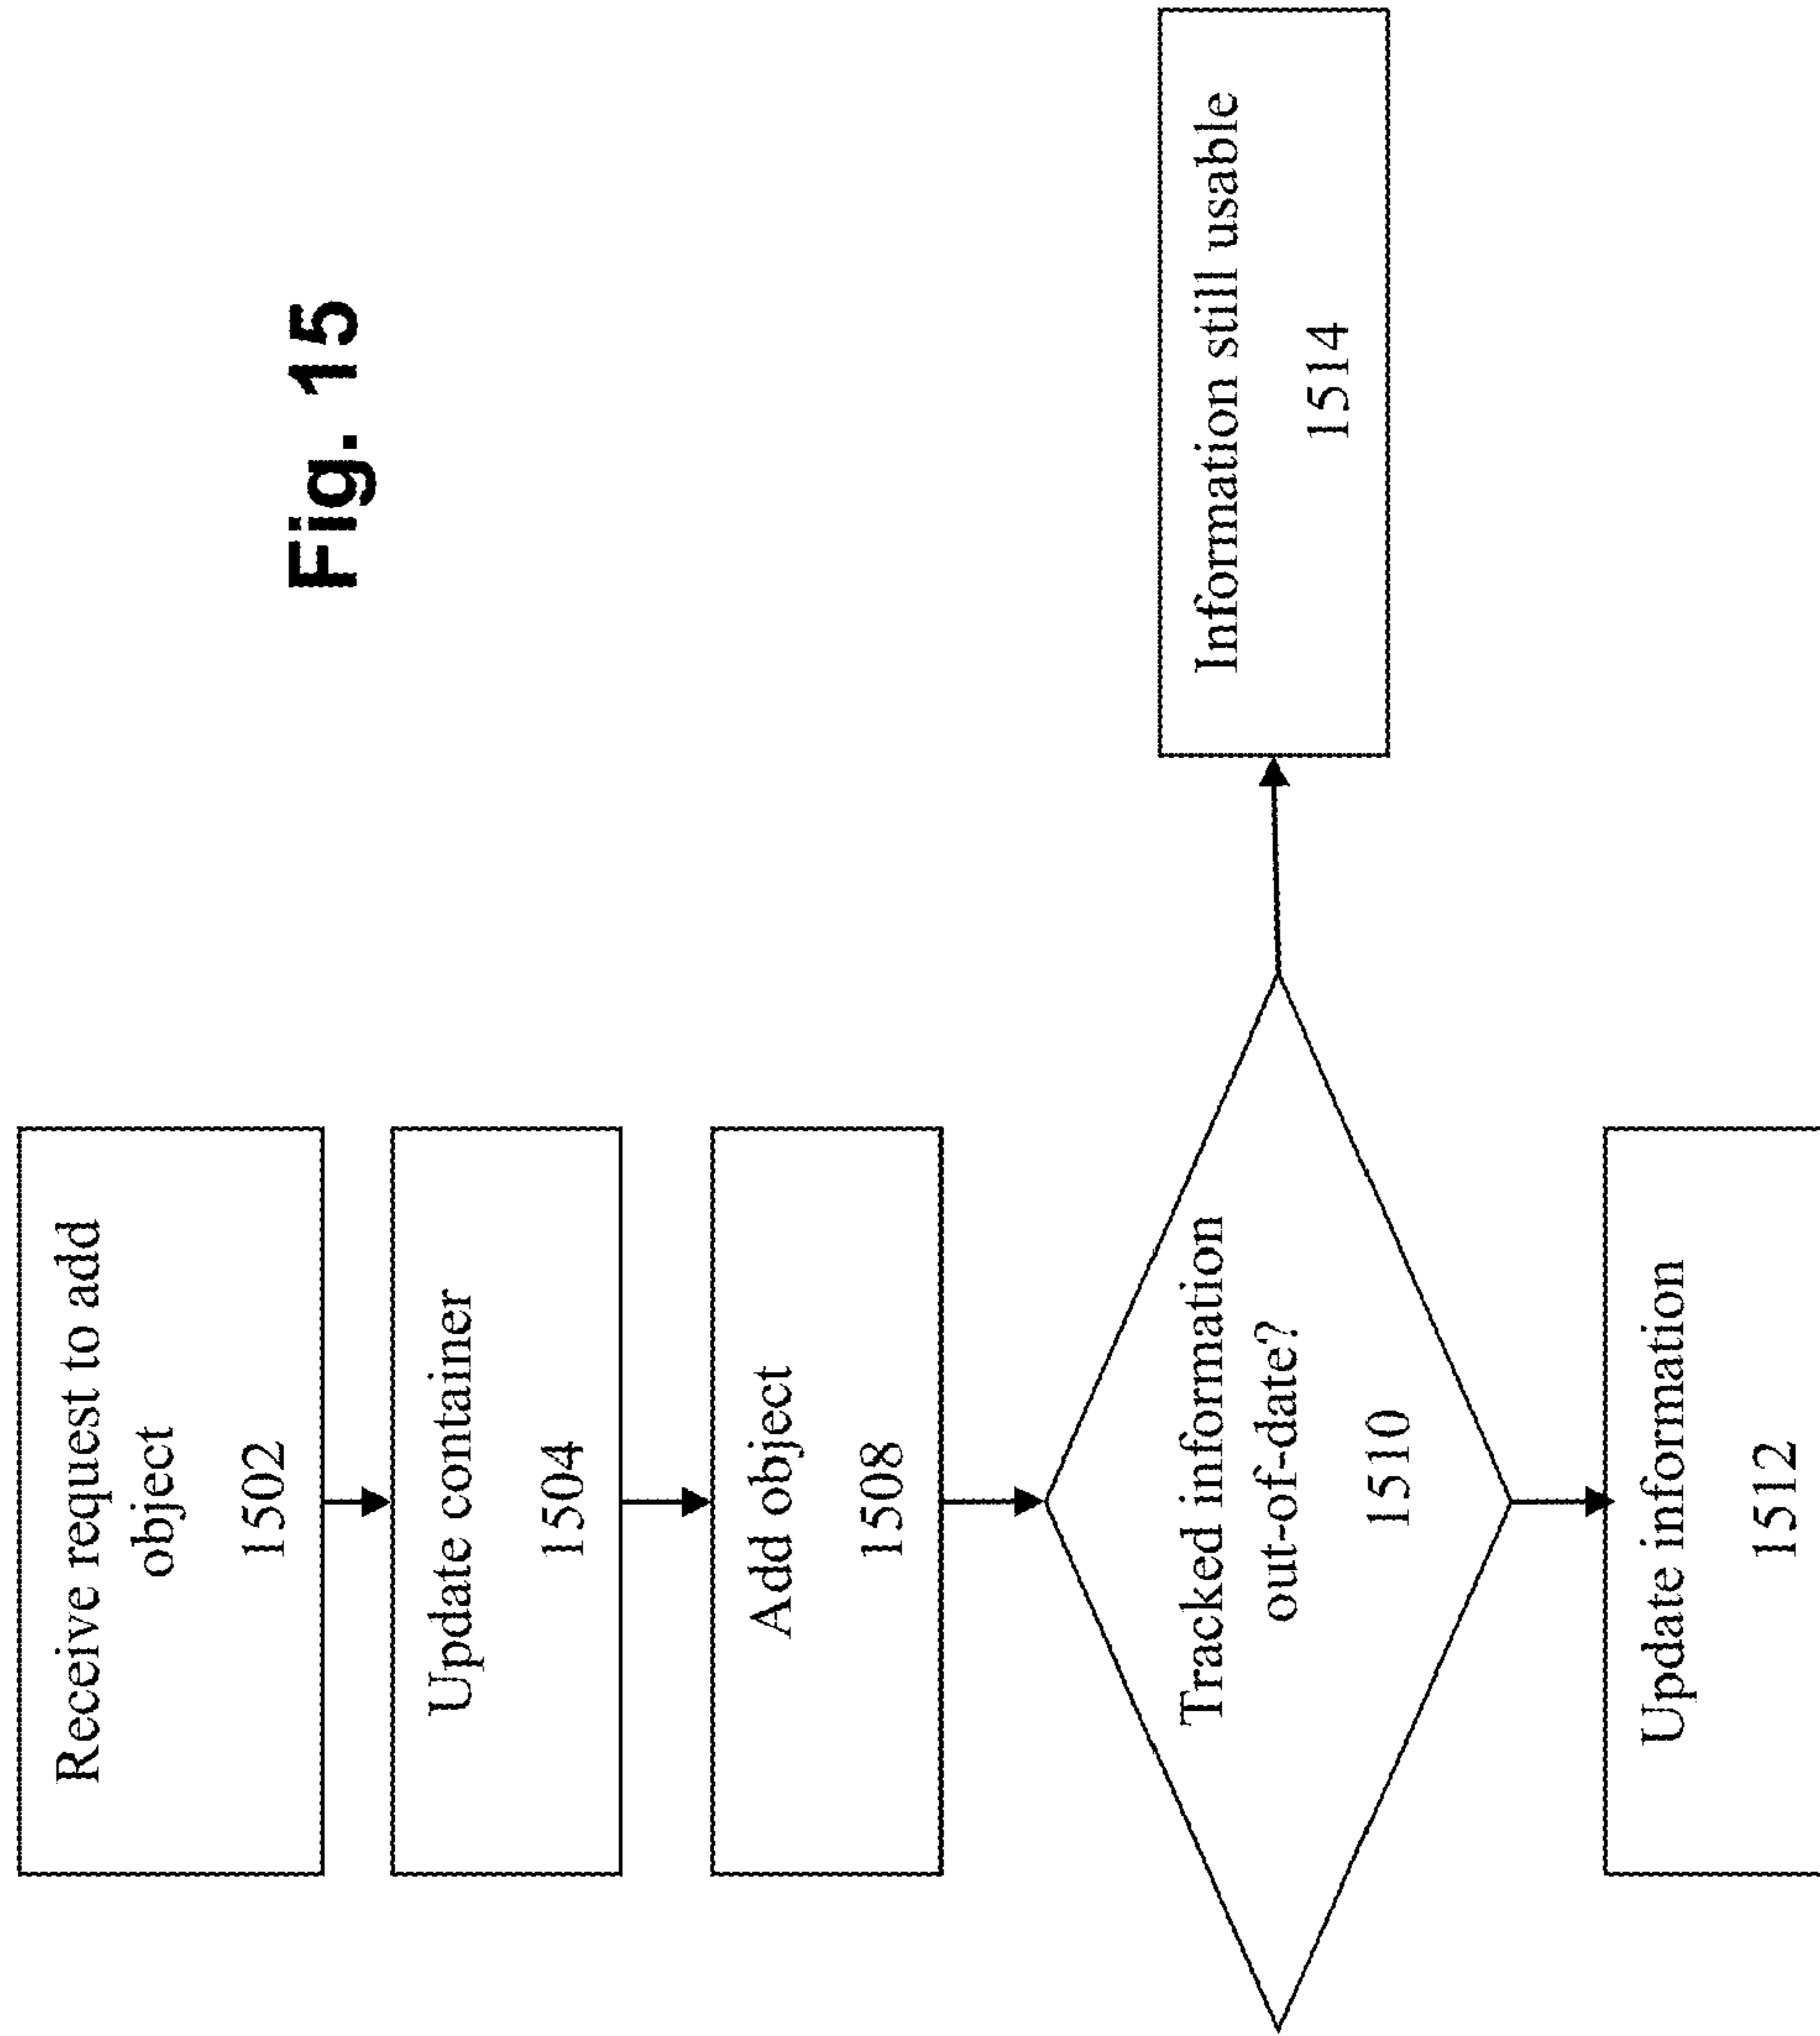 Fig. 15
Receive request to add
object
1502
Update container
1504
Add object
1508
Tracked information
out-of-date?
1510
Information still usable
1514
Update information
1512